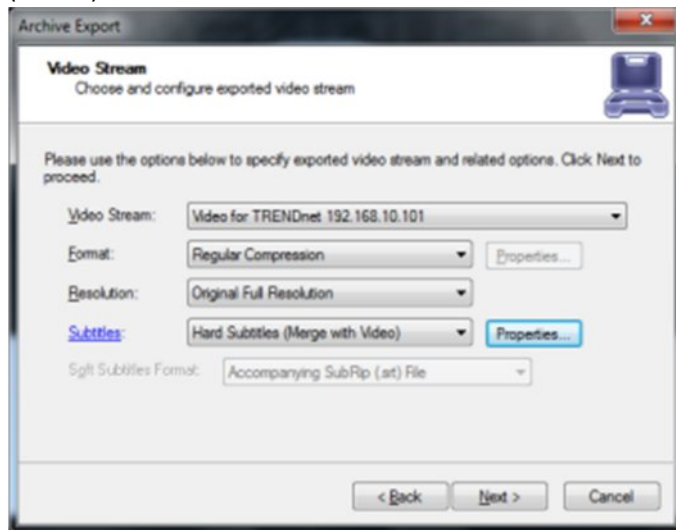 Archive Export
Video Stream
Choose and configure exported video stream
Please use the options below to specify exported video stream and related options. Click Next to
proceed.
Video Stream: Video for TRENDnet 192.168.10.101
Format: Regular Compression Properties...
Resolution: Original Full Resolution
Subtitles: Hard Subtitles (Merge with Video) Properties...
Soft Subtitles Format: Accompanying SubRip (.srt) File
< Back Next > Cancel